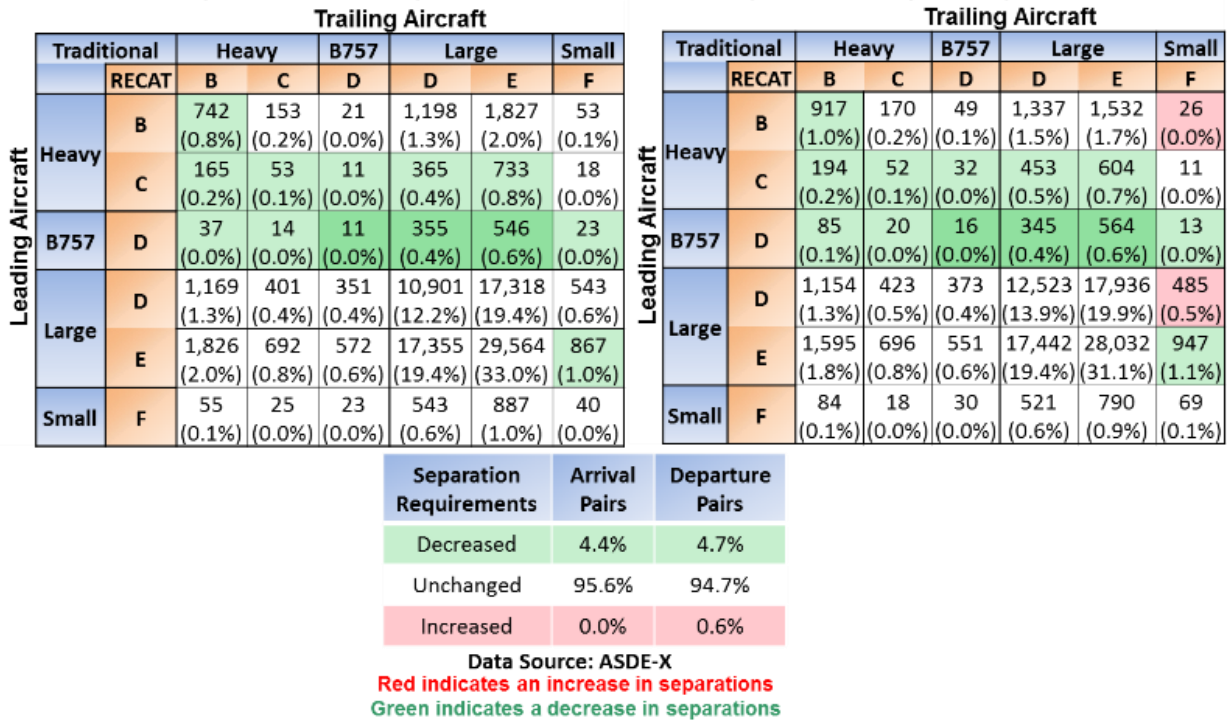 Trailing Aircraft
Traditional Heavy B757 Large Small
RECAT B C D D E F
Leading Aircraft
Heavy B 742 153 21 1,198 1,827 53
(0.8%) (0.2%) (0.0%) (1.3%) (2.0%) (0.1%)
C 165 53 11 365 733 18
(0.2%) (0.1%) (0.0%) (0.4%) (0.8%) (0.0%)
B757 D 37 14 11 355 546 23
(0.0%) (0.0%) (0.0%) (0.4%) (0.6%) (0.0%)
Large D 1,169 401 351 10,901 17,318 543
(1.3%) (0.4%) (0.4%) (12.2%) (19.4%) (0.6%)
E 1,826 692 572 17,355 29,564 867
(2.0%) (0.8%) (0.6%) (19.4%) (33.0%) (1.0%)
Small F 55 25 23 543 887 40
(0.1%) (0.0%) (0.0%) (0.6%) (1.0%) (0.0%)
Trailing Aircraft
Traditional Heavy B757 Large Small
RECAT B C D D E F
Leading Aircraft
Heavy B 917 170 49 1,337 1,532 26
(1.0%) (0.2%) (0.1%) (1.5%) (1.7%) (0.0%)
C 194 52 32 453 604 11
(0.2%) (0.1%) (0.0%) (0.5%) (0.7%) (0.0%)
B757 D 85 20 16 345 564 13
(0.1%) (0.0%) (0.0%) (0.4%) (0.6%) (0.0%)
Large D 1,154 423 373 12,523 17,936 485
(1.3%) (0.5%) (0.4%) (13.9%) (19.9%) (0.5%)
E 1,595 696 551 17,442 28,032 947
(1.8%) (0.8%) (0.6%) (19.4%) (31.1%) (1.1%)
Small F 84 18 30 521 790 69
(0.1%) (0.0%) (0.0%) (0.6%) (0.9%) (0.1%)
Separation Arrival Departure
Requirements Pairs Pairs
Decreased 4.4% 4.7%
Unchanged 95.6% 94.7%
Increased 0.0% 0.6%
Data Source: ASDE-X
Red indicates an increase in separations
Green indicates a decrease in separations